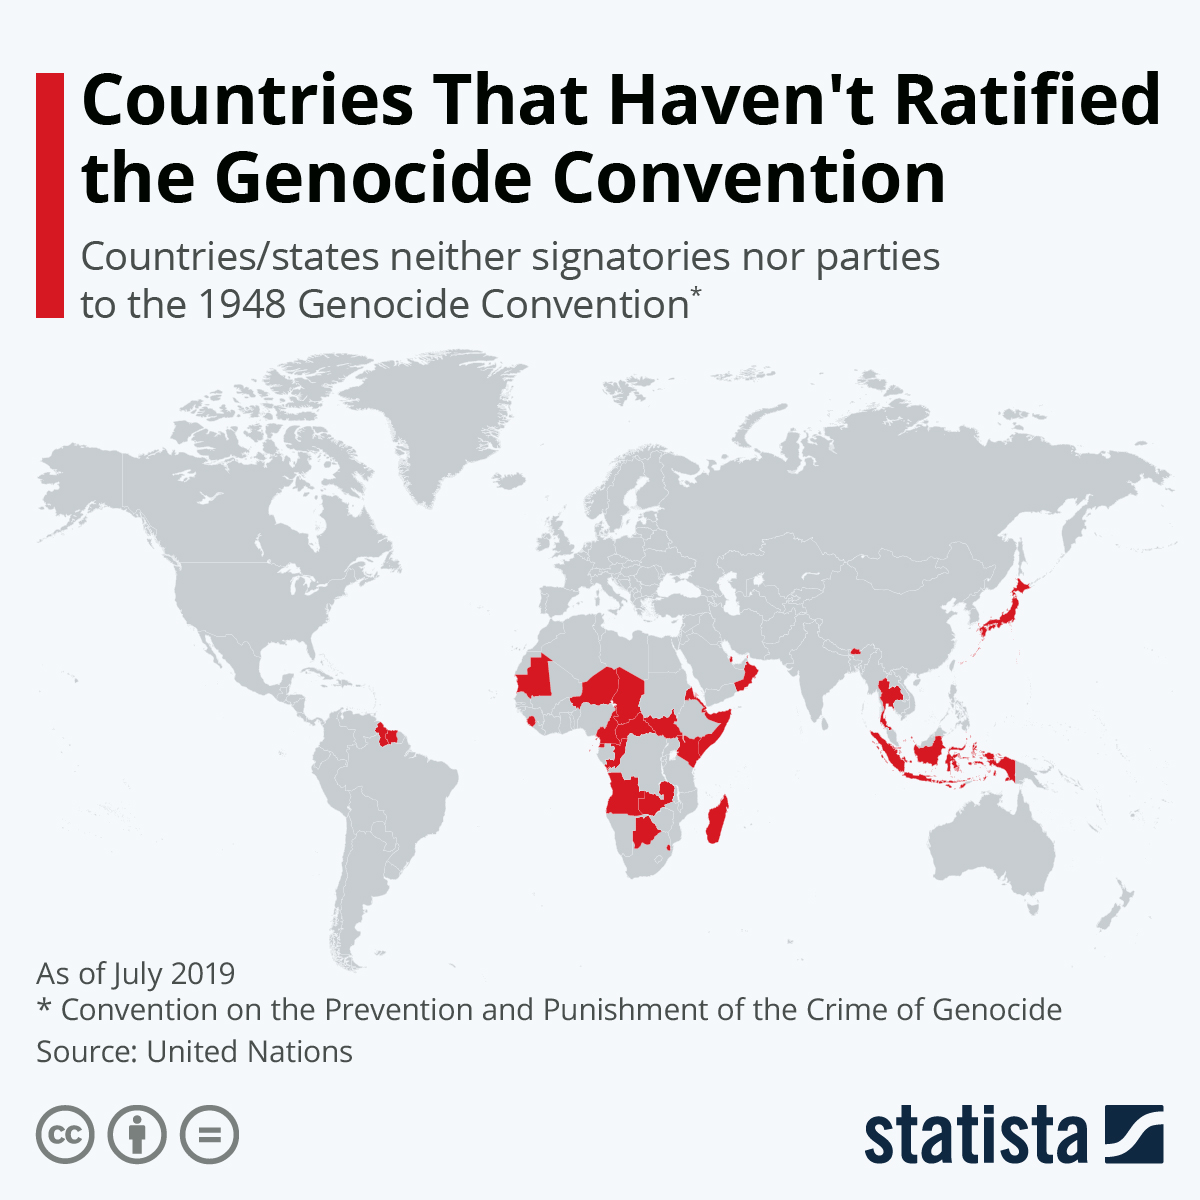 Countries That Haven't Ratified
the Genocide Convention
Countries/states neither signatories nor parties
to the 1948 Genocide Convention*
As of July 2019
* Convention on the Prevention and Punishment of the Crime of Genocide
Source: United Nations
cc
statista